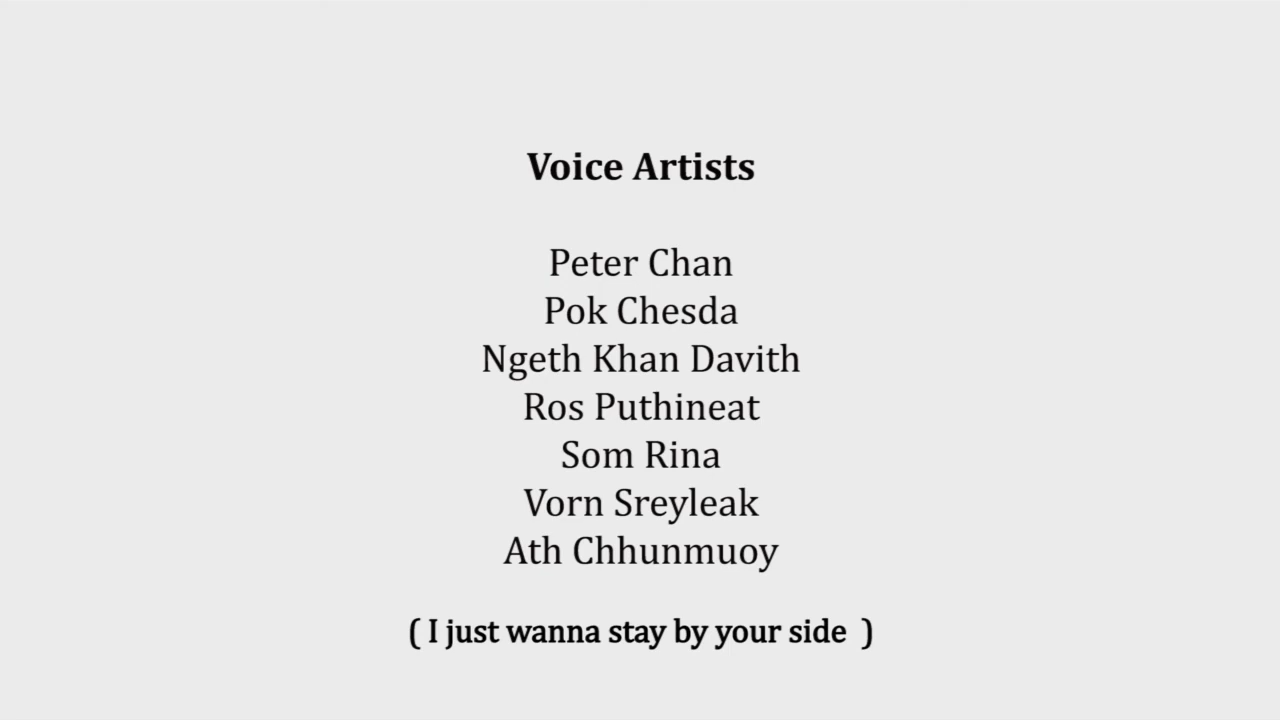 Voice Artists
Peter Chan
Pok Chesda
Ngeth Khan Davith
Ros Puthineat
Som Rina
Vorn Sreyleak
Ath Chhunmuoy
( I just wanna stay by your side )